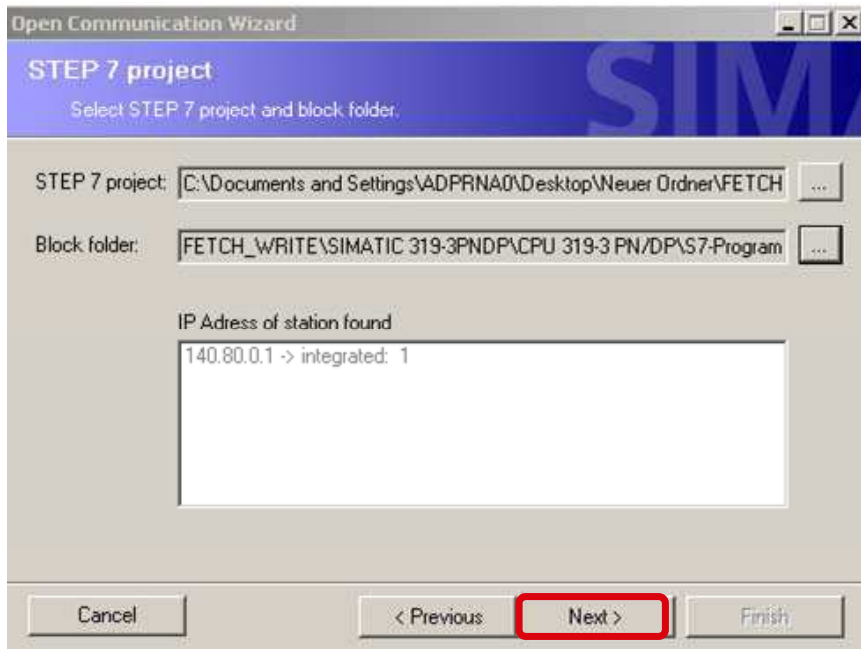 Open Communication Wizard
STEP 7 project
Select STEP 7 project and block folder.
SIM
STEP 7 project: C:\Documents and Settings\ADPRNA0\Desktop\Neuer Ordner\FETCH ...
Block folder: FETCH_WRITE\SIMATIC 319-3PNDP\CPU 319-3 PN/DP\S7-Program ...
IP Adress of station found
140.80.0.1 -> integrated: 1
Cancel < Previous Next > Finish